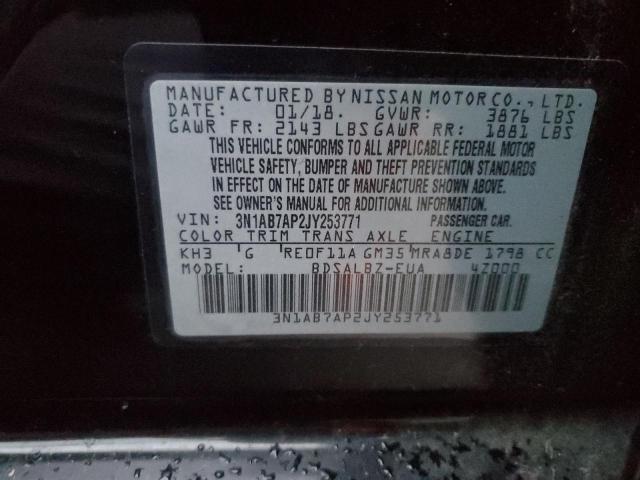 MANUFACTURED BY NISSAN MOTOR CO., LTD.
DATE: 01/18. GVWR: 3876 LBS
GAWR FR: 2143 LBS GAWR RR: 1881 LBS
THIS VEHICLE CONFORMS TO ALL APPLICABLE FEDERAL MOTOR
VEHICLE SAFETY, BUMPER AND THEFT PREVENTION STANDARDS
IN EFFECT ON THE DATE OF MANUFACTURE SHOWN ABOVE.
SEE OWNER'S MANUAL FOR ADDITIONAL INFORMATION.
VIN: 3N1AB7AP2JY253771 PASSENGER CAR.
COLOR TRIM TRANS AXLE ENGINE
KH3 G RE0F11A GM35 MRA8DE 1798 CC
MODEL: BDSALBZ-EUA 4Z000
3N1AB7AP2JY253771